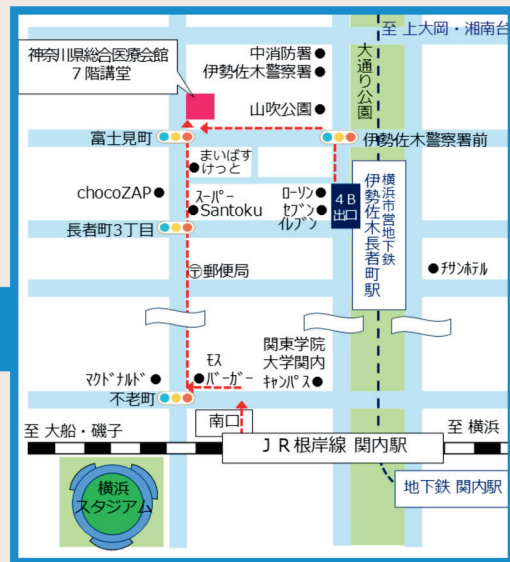 至 上大岡・湘南台
神奈川県総合医療会館
７階講堂
中消防署
伊勢佐木警察署
大通り公園
山吹公園
富士見町
伊勢佐木警察署前
まいばす
けっと
chocoZAP
スーパー
Santoku
ローソン
セブン
イレブン
4B
出口
横浜市営地下鉄
伊勢佐木長者町駅
長者町3丁目
〒郵便局
チサンホテル
関東学院
大学関内
キャンパス
モス
バーガー
マクドナルド
不老町
南口
至 大船・磯子
ＪＲ根岸線 関内駅
至 横浜
横浜
スタジアム
地下鉄 関内駅